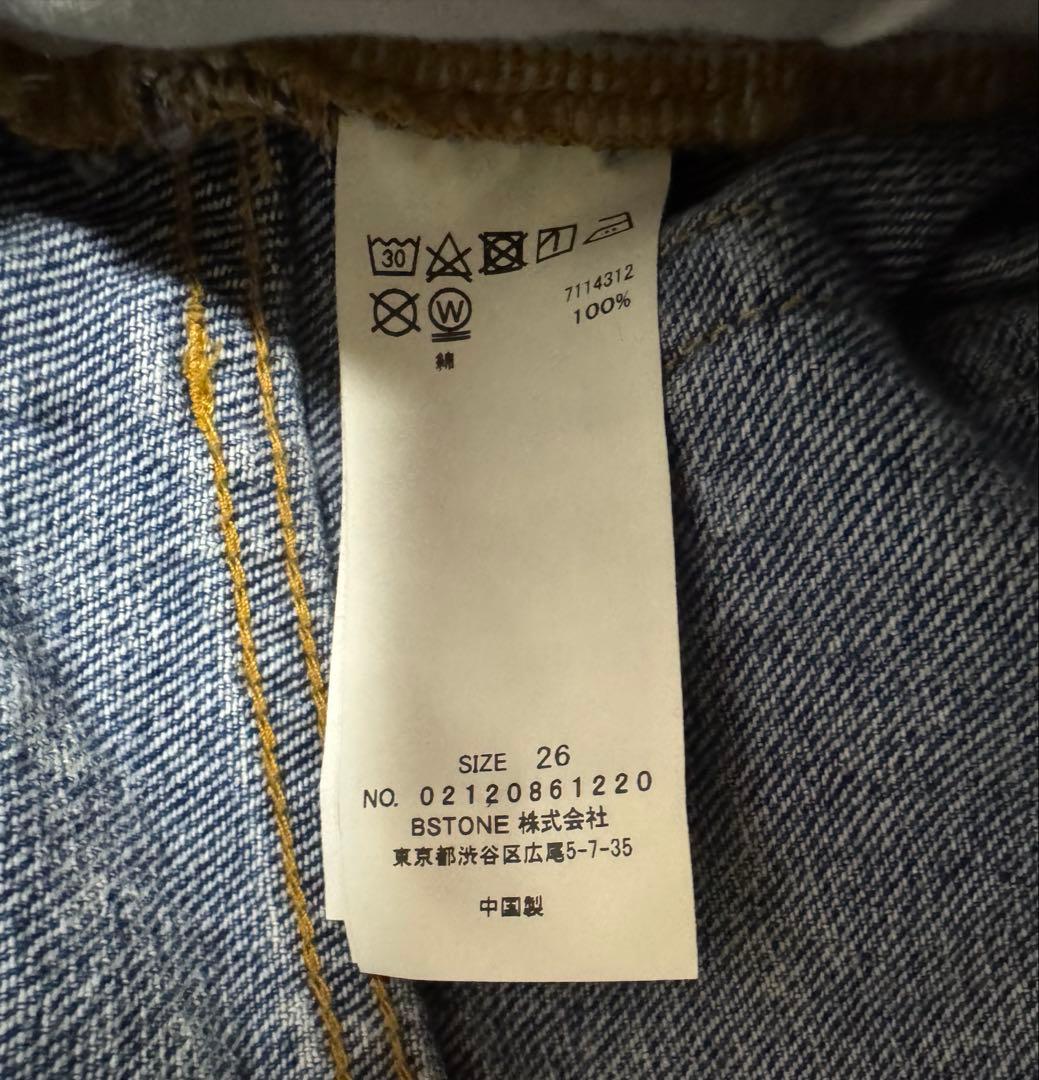 30
7114312
W
100%
綿
SIZE 26
NO. 02120861220
BSTONE 株式会社
東京都渋谷区広尾5-7-35
中国製